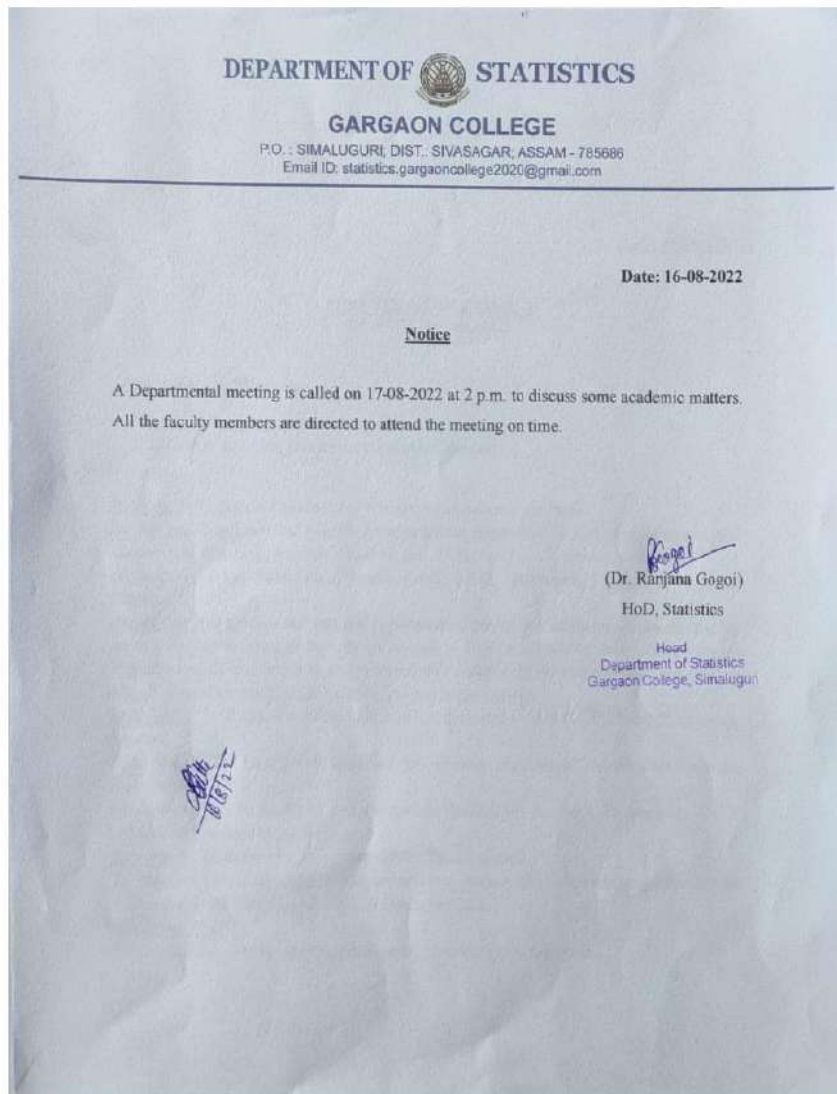 DEPARTMENT OF STATISTICS
GARGAON COLLEGE
P.O. : SIMALUGURI; DIST.: SIVASAGAR; ASSAM - 785686
Email ID: statistics.gargaoncollege2020@gmail.com
Date: 16-08-2022
Notice
A Departmental meeting is called on 17-08-2022 at 2 p.m. to discuss some academic matters.
All the faculty members are directed to attend the meeting on time.
(Dr. Ranjana Gogoi)
HoD, Statistics
Head
Department of Statistics
Gargaon College, Simaluguri
16/8/22